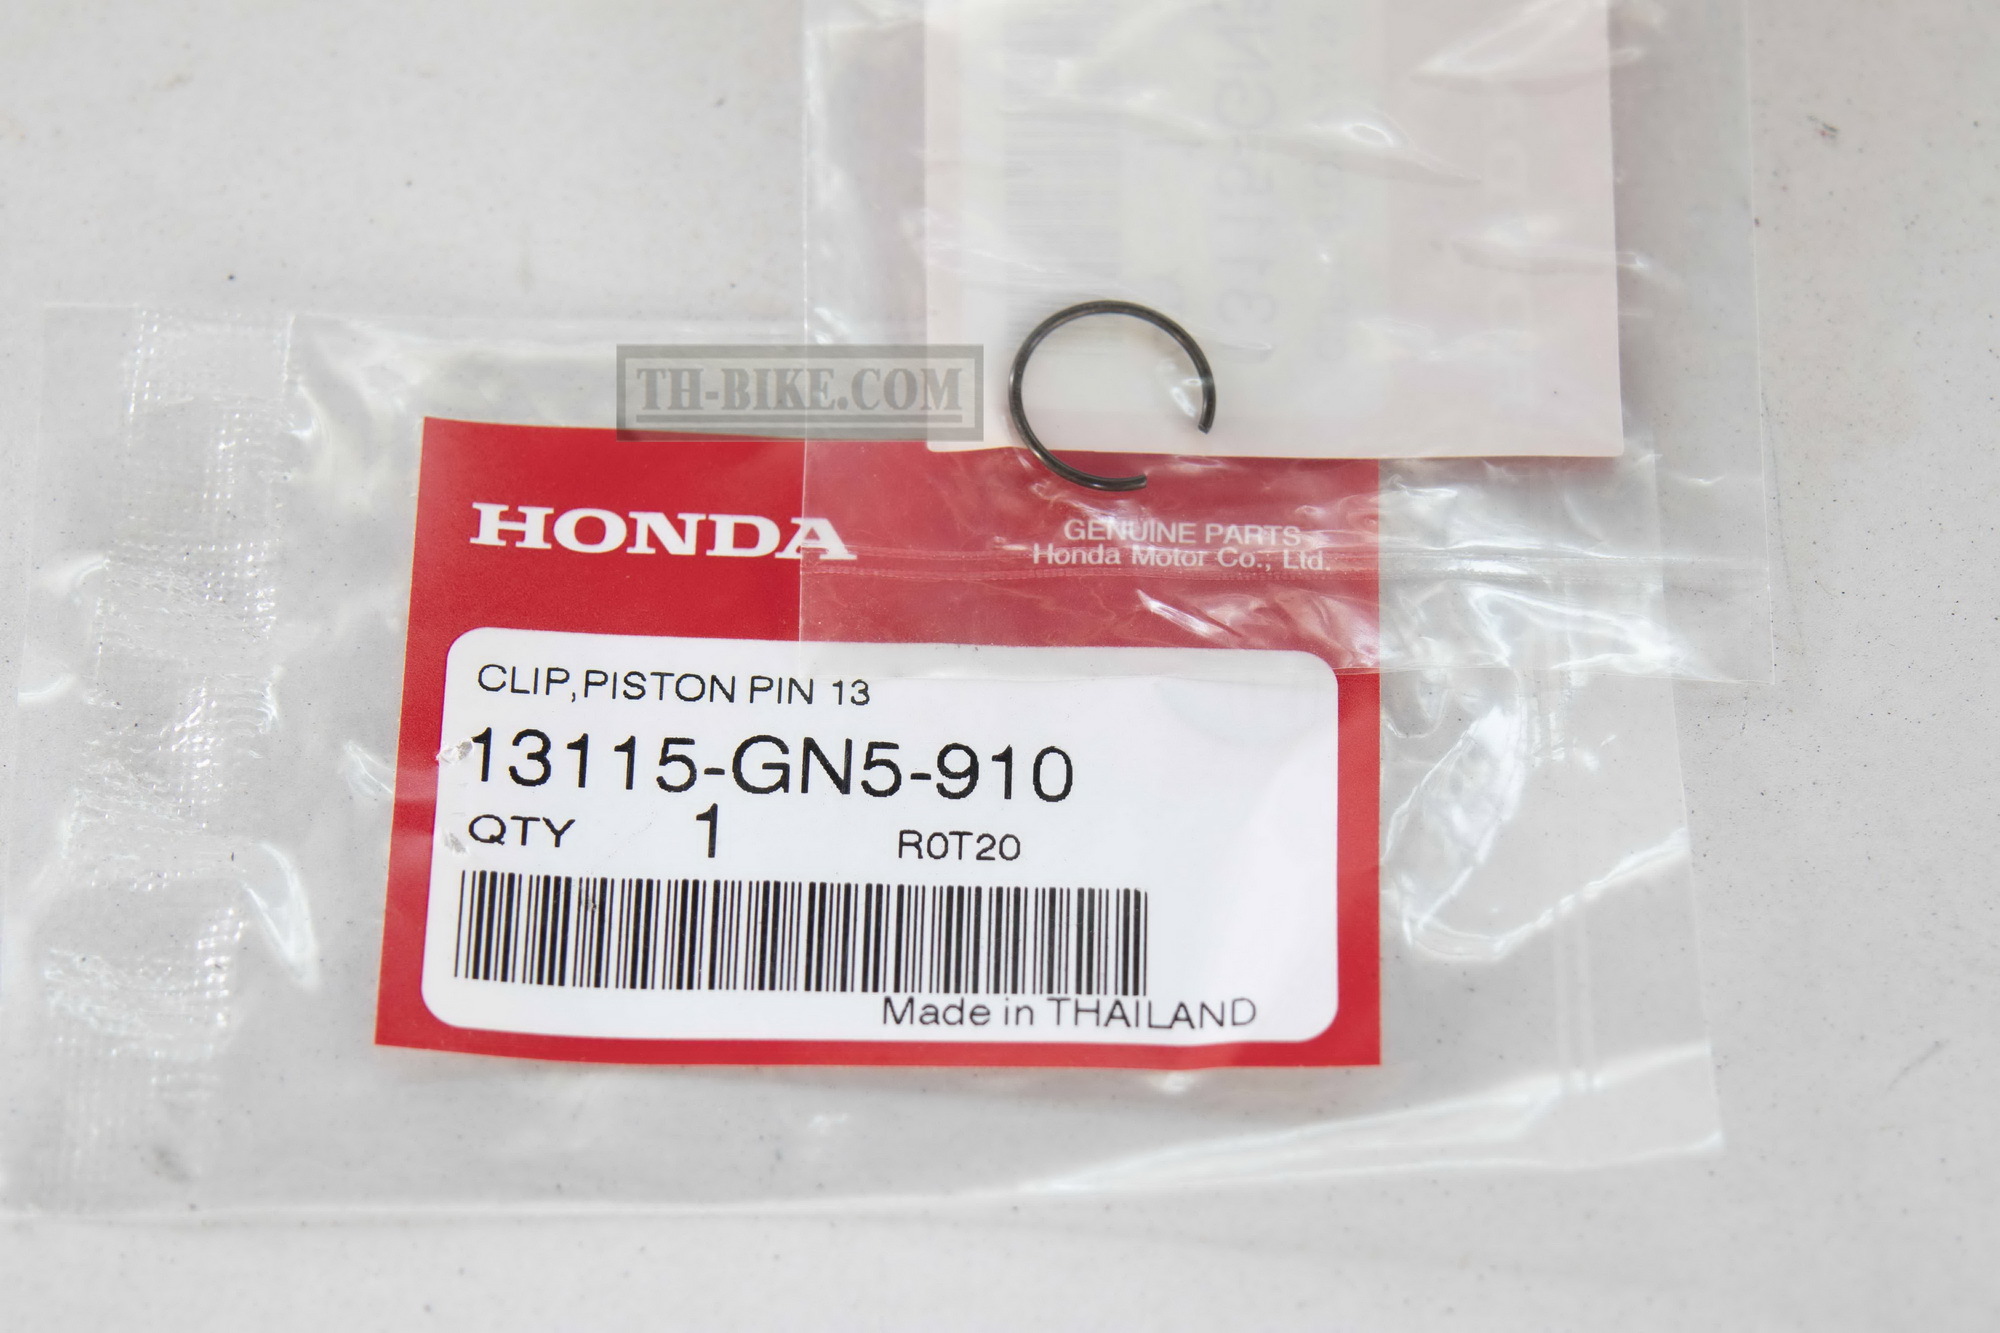 TH-BIKE.COM
HONDA
GENUINE PARTS
Honda Motor Co., Ltd.
CLIP,PISTON PIN 13
13115-GN5-910
QTY 1 R0T20
Made in THAILAND